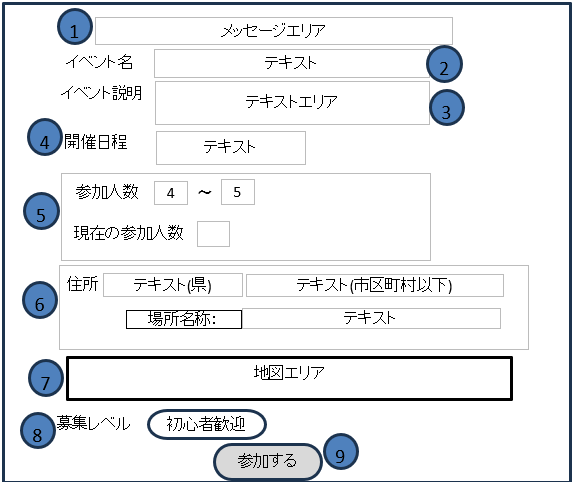 1 メッセージエリア
イベント名 テキスト 2
イベント説明 テキストエリア 3
4 開催日程 テキスト
参加人数 4 ～ 5
5
現在の参加人数
住所 テキスト(県) テキスト(市区町村以下)
6
場所名称： テキスト
地図エリア
7
8 募集レベル 初心者歓迎
参加する 9